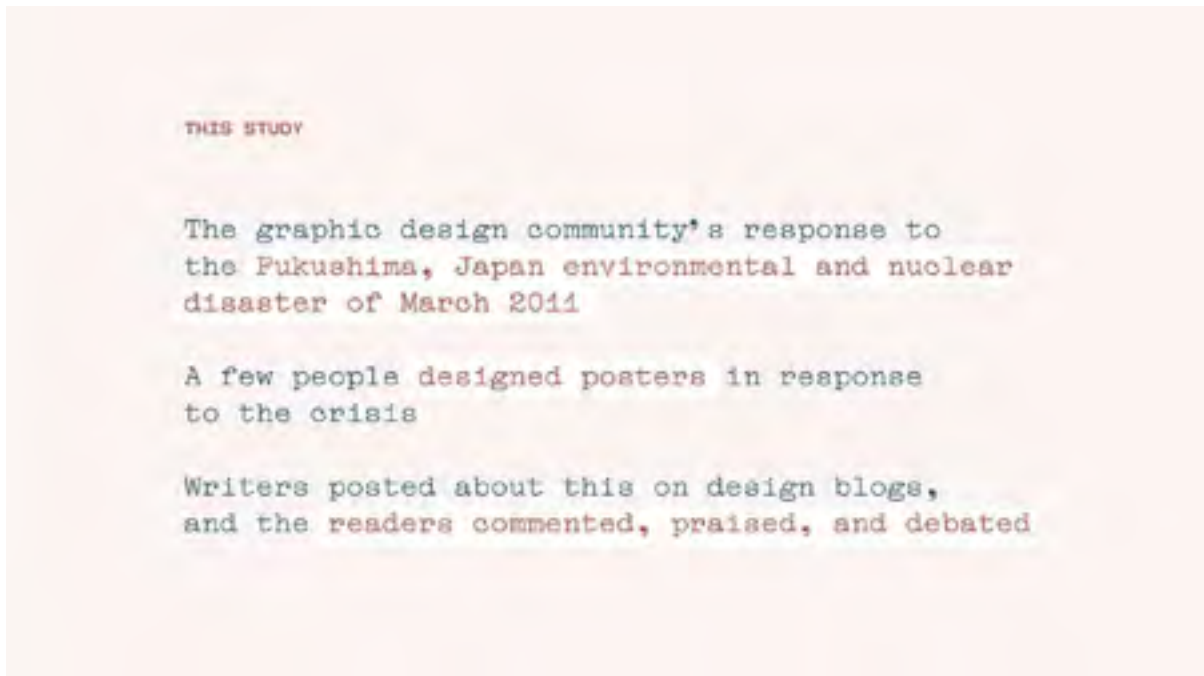 THIS STUDY
The graphic design community's response to
the Fukushima, Japan environmental and nuclear
disaster of March 2011
A few people designed posters in response
to the crisis
Writers posted about this on design blogs,
and the readers commented, praised, and debated